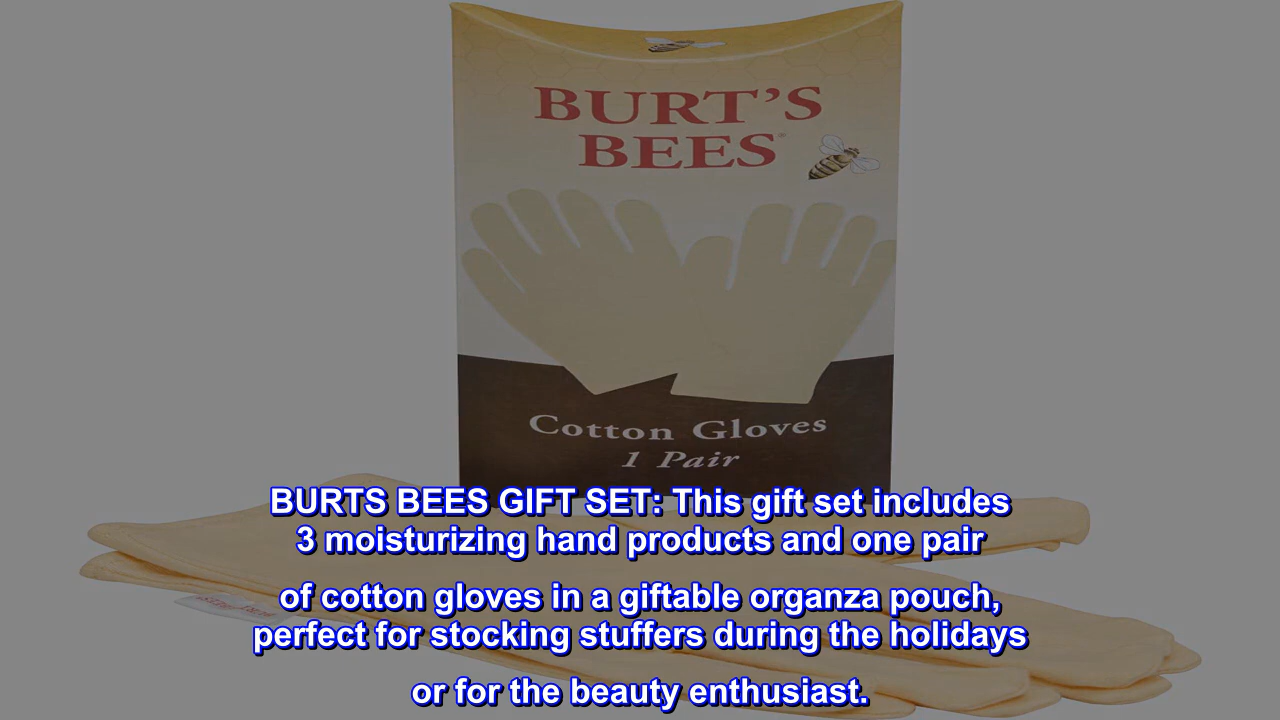 BURT'S
BEES®
Cotton Gloves
1 Pair
BURTS BEES GIFT SET: This gift set includes
3 moisturizing hand products and one pair
of cotton gloves in a giftable organza pouch,
perfect for stocking stuffers during the holidays
or for the beauty enthusiast.